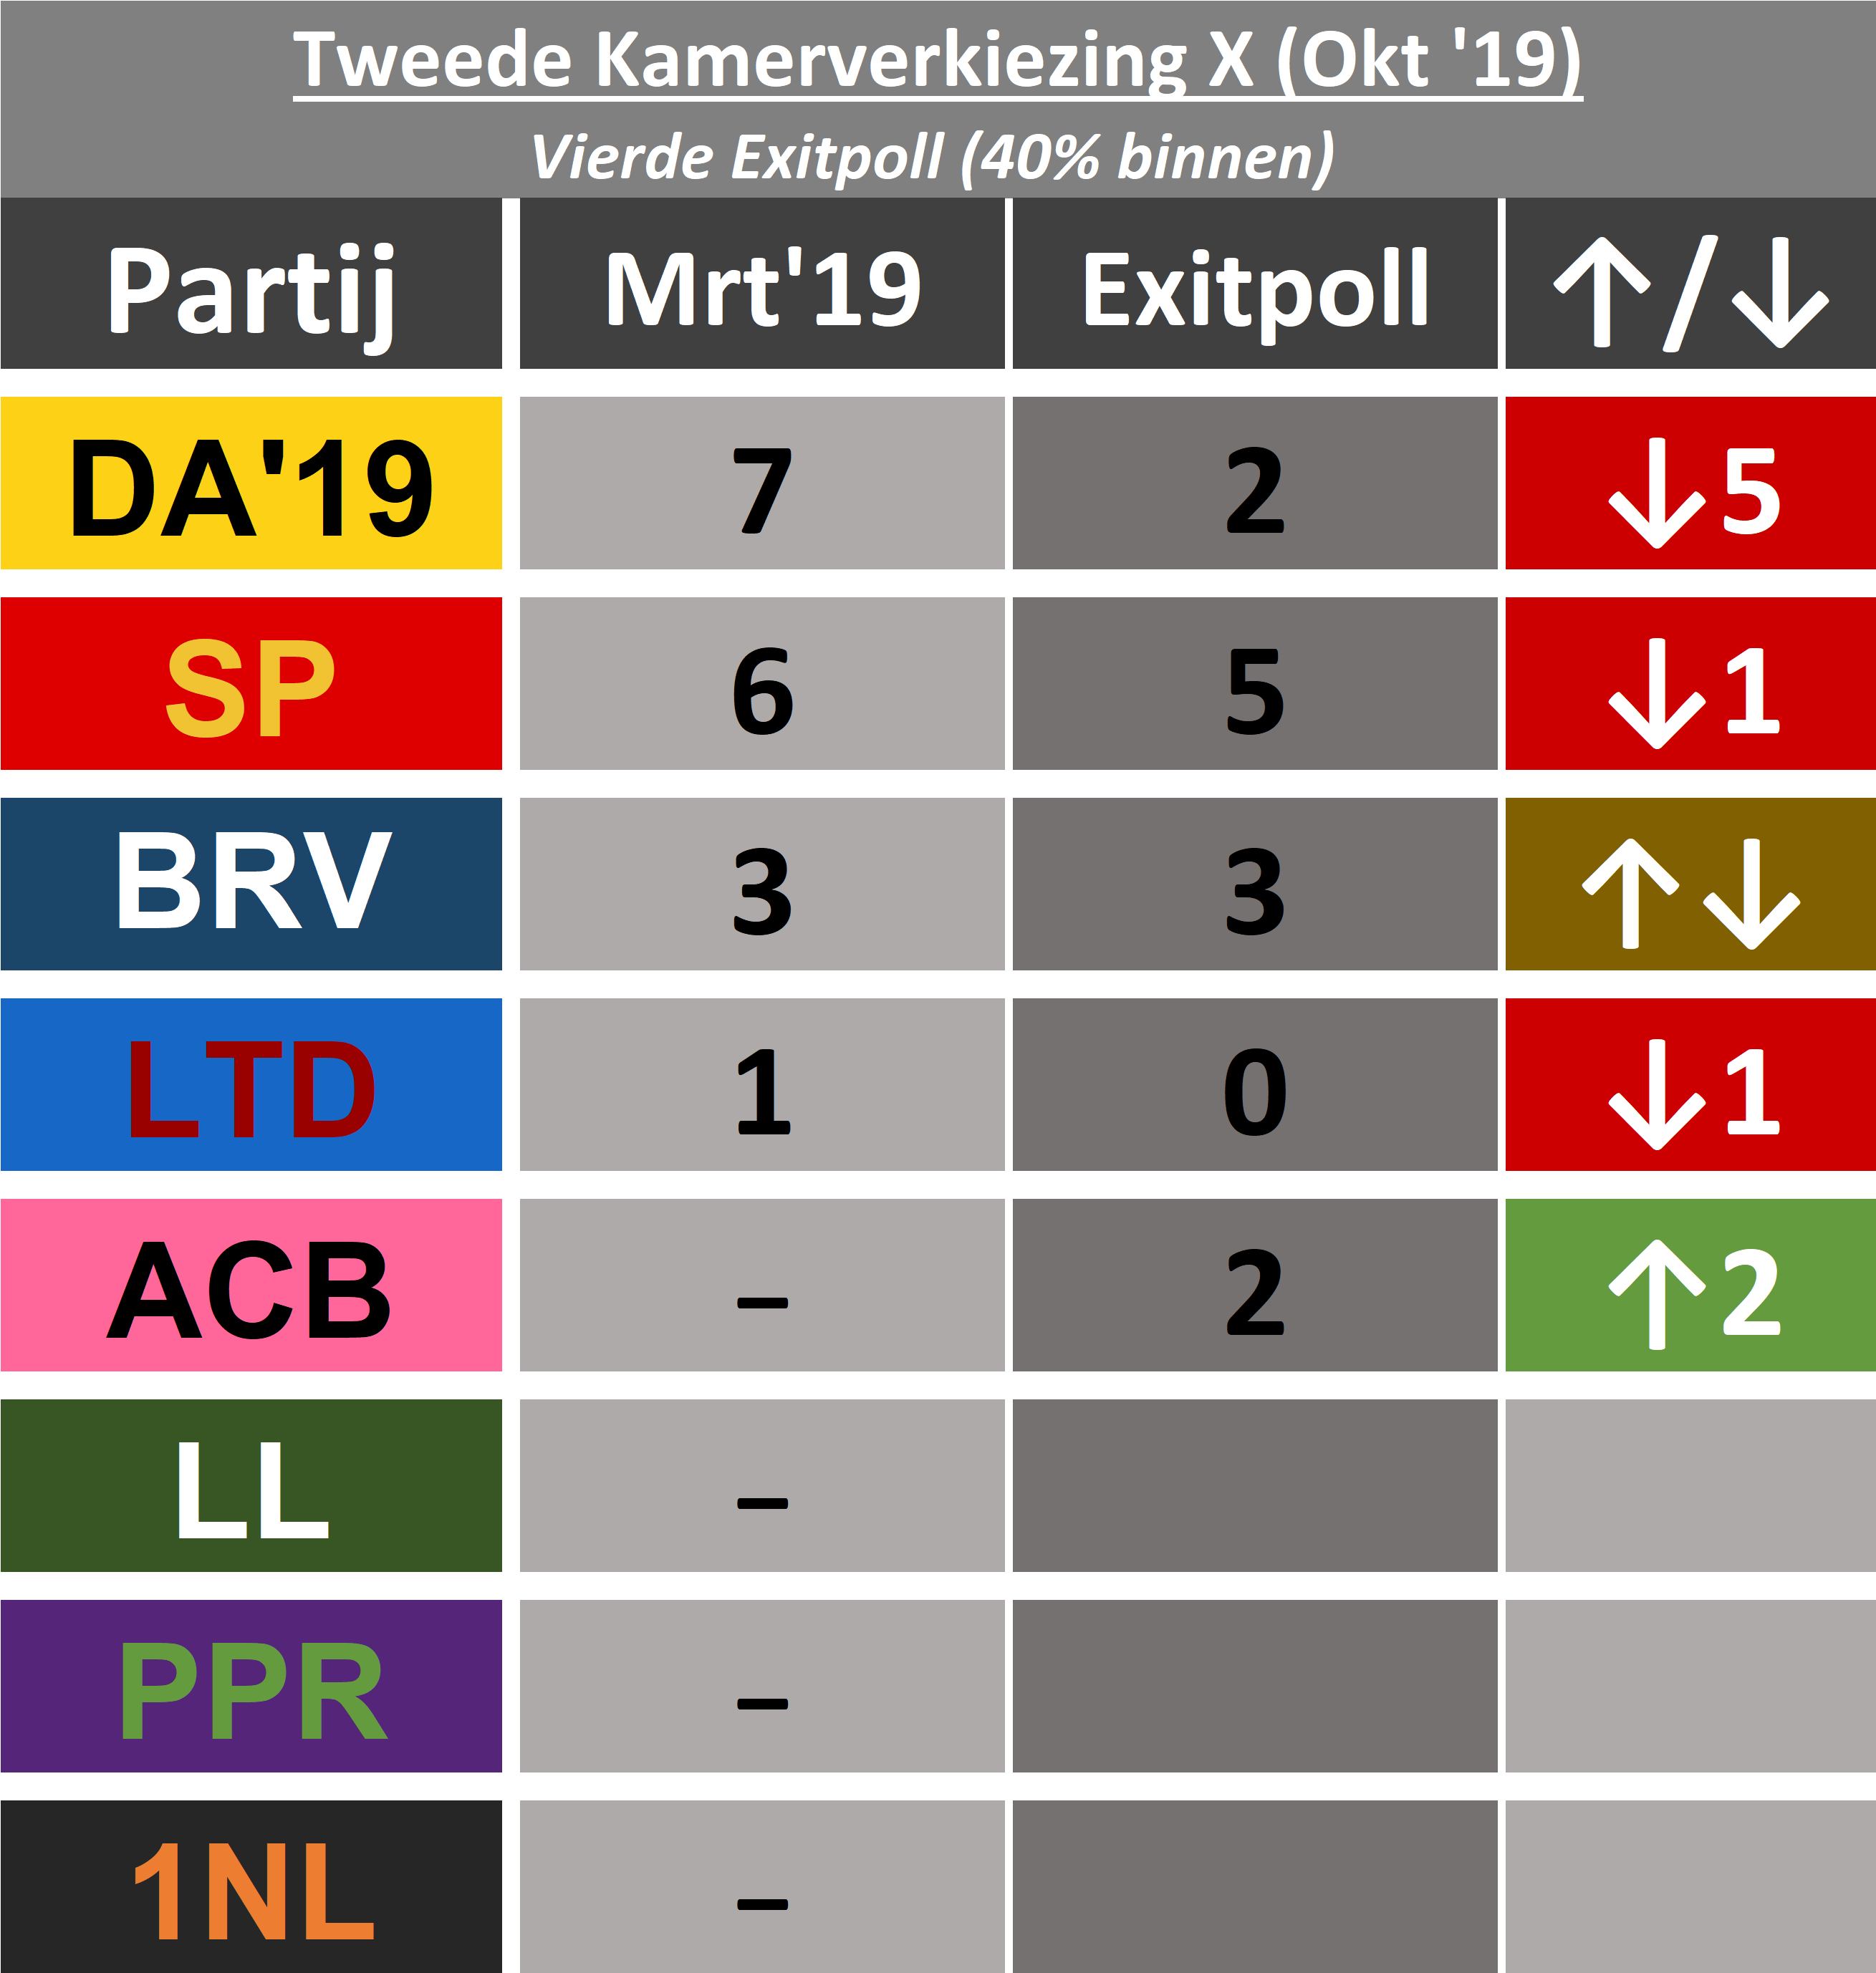 Tweede Kamerverkiezing X (Okt '19)
Vierde Exitpoll (40% binnen)
Partij Mrt'19 Exitpoll ↑/↓
DA'19 7 2 ↓5
SP 6 5 ↓1
BRV 3 3 ↑↓
LTD 1 0 ↓1
ACB – 2 ↑2
LL –
PPR –
1NL –